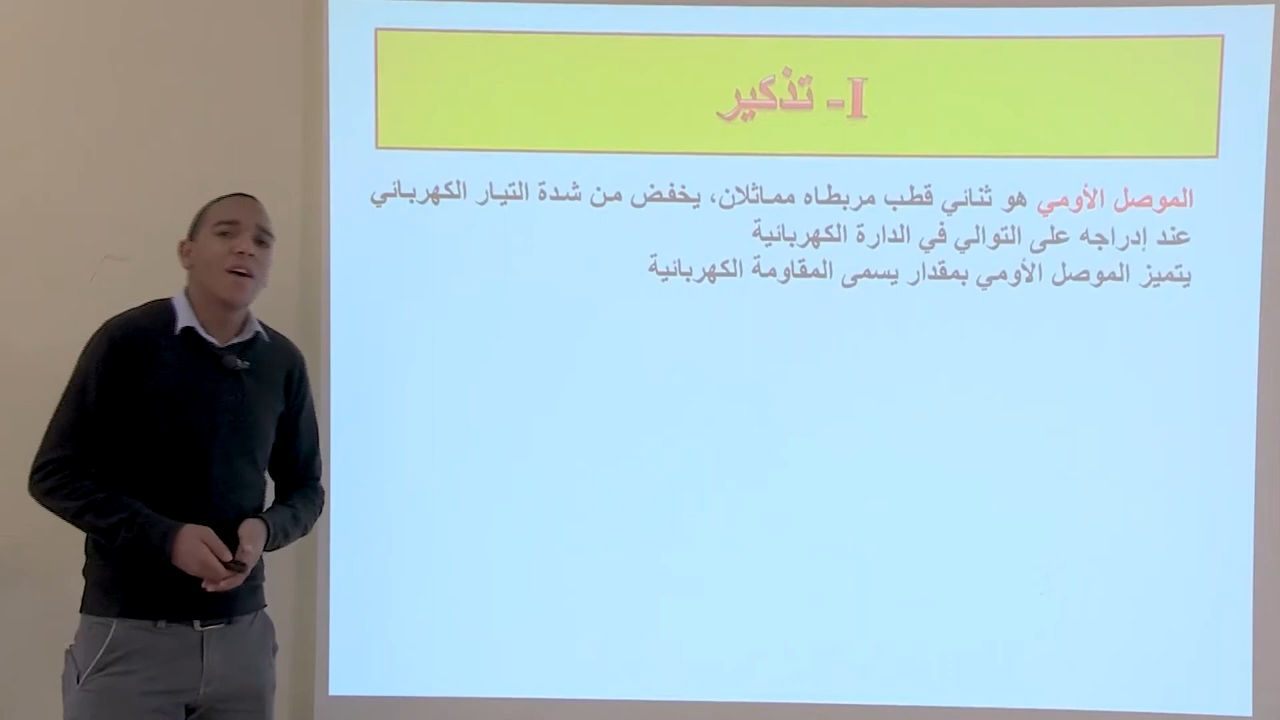 I- تذكير
الموصل الأومي هو ثنائي قطب مربطاه مماثلان، يخفض من شدة التيار الكهربائي
عند إدراجه على التوالي في الدارة الكهربائية
يتميز الموصل الأومي بمقدار يسمى المقاومة الكهربائية